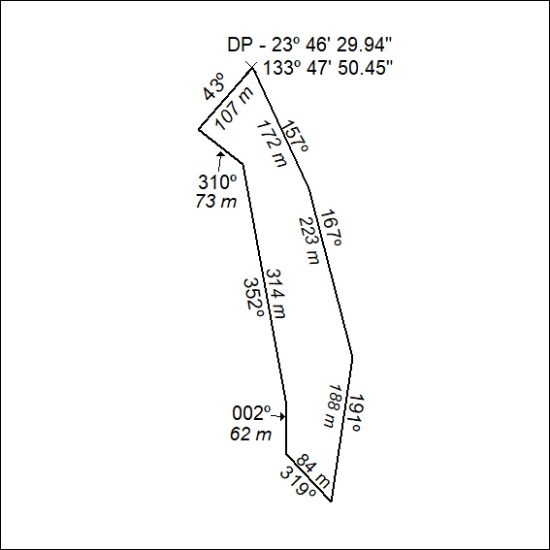 DP - 23º 46' 29.94"
133º 47' 50.45"
43º
107 m
157º
172 m
310º
73 m
167º
223 m
314 m
352º
002º
62 m
191º
188 m
84 m
319º